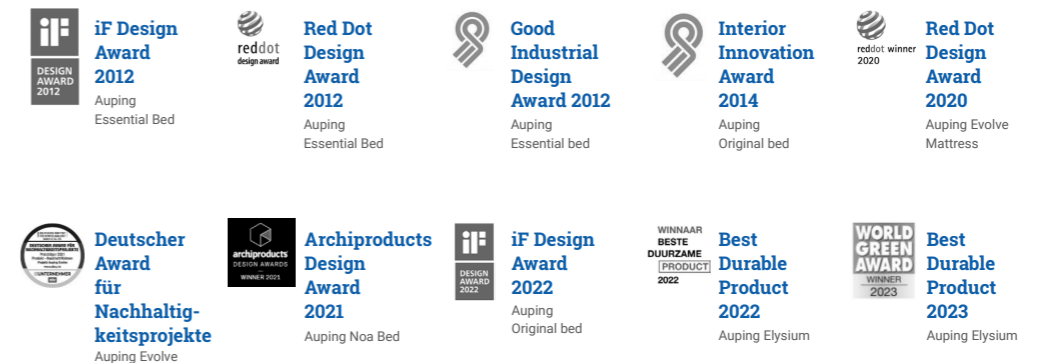 iF
DESIGN
AWARD
2012
iF Design
Award
2012
Auping
Essential Bed
reddot
design award
Red Dot
Design
Award
2012
Auping
Essential Bed
Good
Industrial
Design
Award 2012
Auping
Essential bed
Interior
Innovation
Award
2014
Auping
Original bed
reddot winner
2020
Red Dot
Design
Award
2020
Auping Evolve
Mattress
Deutscher
Award
für
Nachhaltig-
keitsprojekte
Auping Evolve
archiproducts
DESIGN AWARDS
WINNER 2021
Archiproducts
Design
Award
2021
Auping Noa Bed
iF
DESIGN
AWARD
2022
iF Design
Award
2022
Auping
Original bed
WINNAAR
BESTE
DUURZAME
PRODUCT
2022
Best
Durable
Product
2022
Auping Elysium
WORLD
GREEN
AWARD
WINNER
2023
Best
Durable
Product
2023
Auping Elysium